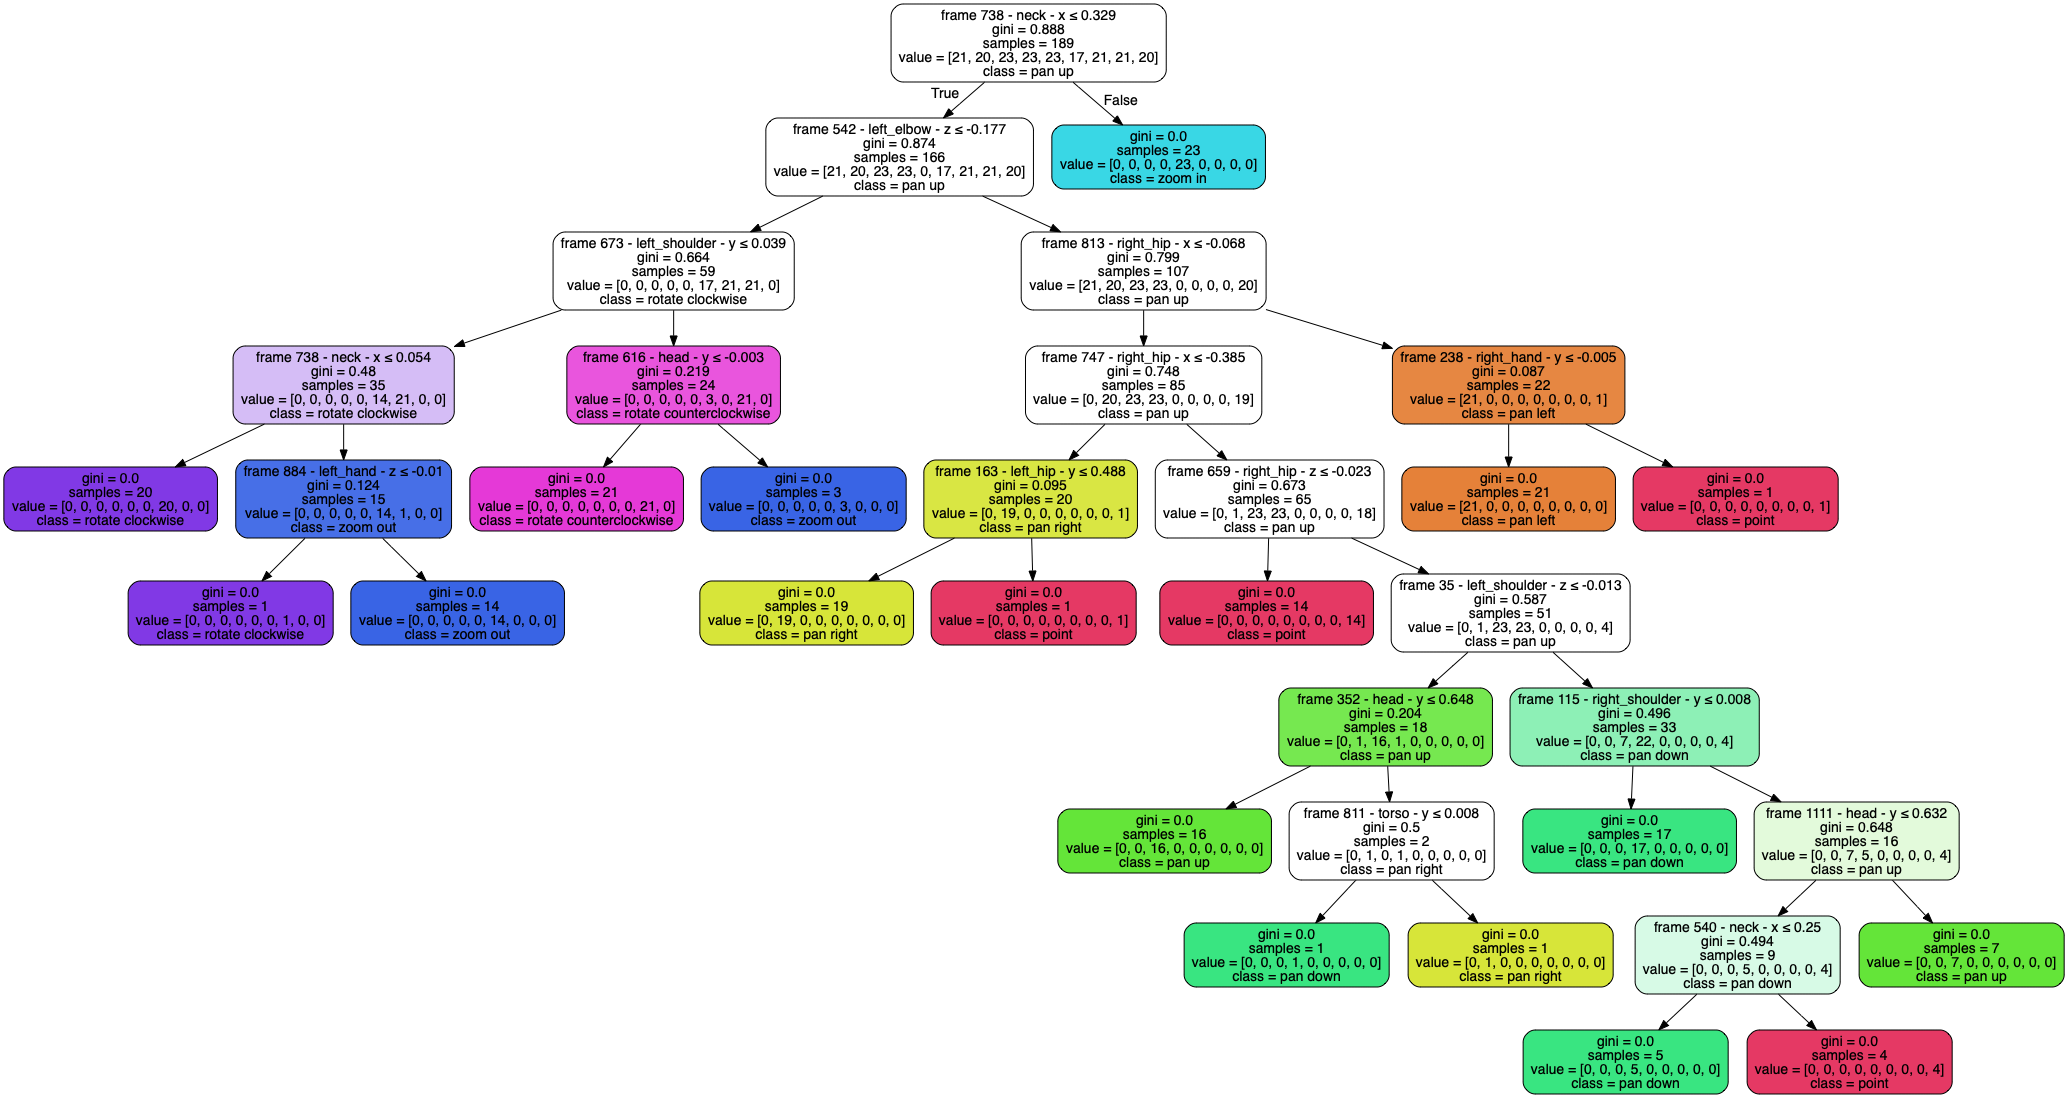 frame 738 - neck - x ≤ 0.329
gini = 0.888
samples = 189
value = [21, 20, 23, 23, 23, 17, 21, 21, 20]
class = pan up
True
False
frame 542 - left_elbow - z ≤ -0.177
gini = 0.874
samples = 166
value = [21, 20, 23, 23, 0, 17, 21, 21, 20]
class = pan up
gini = 0.0
samples = 23
value = [0, 0, 0, 0, 23, 0, 0, 0, 0]
class = zoom in
frame 673 - left_shoulder - y ≤ 0.039
gini = 0.664
samples = 59
value = [0, 0, 0, 0, 0, 17, 21, 21, 0]
class = rotate clockwise
frame 813 - right_hip - x ≤ -0.068
gini = 0.799
samples = 107
value = [21, 20, 23, 23, 0, 0, 0, 0, 20]
class = pan up
frame 738 - neck - x ≤ 0.054
gini = 0.48
samples = 35
value = [0, 0, 0, 0, 0, 14, 21, 0, 0]
class = rotate clockwise
frame 616 - head - y ≤ -0.003
gini = 0.219
samples = 24
value = [0, 0, 0, 0, 0, 3, 0, 21, 0]
class = rotate counterclockwise
frame 747 - right_hip - x ≤ -0.385
gini = 0.748
samples = 85
value = [0, 20, 23, 23, 0, 0, 0, 0, 19]
class = pan up
frame 238 - right_hand - y ≤ -0.005
gini = 0.087
samples = 22
value = [21, 0, 0, 0, 0, 0, 0, 0, 1]
class = pan left
gini = 0.0
samples = 20
value = [0, 0, 0, 0, 0, 0, 20, 0, 0]
class = rotate clockwise
frame 884 - left_hand - z ≤ -0.01
gini = 0.124
samples = 15
value = [0, 0, 0, 0, 0, 14, 1, 0, 0]
class = zoom out
gini = 0.0
samples = 21
value = [0, 0, 0, 0, 0, 0, 0, 21, 0]
class = rotate counterclockwise
gini = 0.0
samples = 3
value = [0, 0, 0, 0, 0, 3, 0, 0, 0]
class = zoom out
frame 163 - left_hip - y ≤ 0.488
gini = 0.095
samples = 20
value = [0, 19, 0, 0, 0, 0, 0, 0, 1]
class = pan right
frame 659 - right_hip - z ≤ -0.023
gini = 0.673
samples = 65
value = [0, 1, 23, 23, 0, 0, 0, 0, 18]
class = pan up
gini = 0.0
samples = 21
value = [21, 0, 0, 0, 0, 0, 0, 0, 0]
class = pan left
gini = 0.0
samples = 1
value = [0, 0, 0, 0, 0, 0, 0, 0, 1]
class = point
gini = 0.0
samples = 1
value = [0, 0, 0, 0, 0, 0, 1, 0, 0]
class = rotate clockwise
gini = 0.0
samples = 14
value = [0, 0, 0, 0, 0, 14, 0, 0, 0]
class = zoom out
gini = 0.0
samples = 19
value = [0, 19, 0, 0, 0, 0, 0, 0, 0]
class = pan right
gini = 0.0
samples = 1
value = [0, 0, 0, 0, 0, 0, 0, 0, 1]
class = point
gini = 0.0
samples = 14
value = [0, 0, 0, 0, 0, 0, 0, 0, 14]
class = point
frame 35 - left_shoulder - z ≤ -0.013
gini = 0.587
samples = 51
value = [0, 1, 23, 23, 0, 0, 0, 0, 4]
class = pan up
frame 352 - head - y ≤ 0.648
gini = 0.204
samples = 18
value = [0, 1, 16, 1, 0, 0, 0, 0, 0]
class = pan up
frame 115 - right_shoulder - y ≤ 0.008
gini = 0.496
samples = 33
value = [0, 0, 7, 22, 0, 0, 0, 0, 4]
class = pan down
gini = 0.0
samples = 16
value = [0, 0, 16, 0, 0, 0, 0, 0, 0]
class = pan up
frame 811 - torso - y ≤ 0.008
gini = 0.5
samples = 2
value = [0, 1, 0, 1, 0, 0, 0, 0, 0]
class = pan right
gini = 0.0
samples = 17
value = [0, 0, 0, 17, 0, 0, 0, 0, 0]
class = pan down
frame 1111 - head - y ≤ 0.632
gini = 0.648
samples = 16
value = [0, 0, 7, 5, 0, 0, 0, 0, 4]
class = pan up
gini = 0.0
samples = 1
value = [0, 0, 0, 1, 0, 0, 0, 0, 0]
class = pan down
gini = 0.0
samples = 1
value = [0, 1, 0, 0, 0, 0, 0, 0, 0]
class = pan right
frame 540 - neck - x ≤ 0.25
gini = 0.494
samples = 9
value = [0, 0, 0, 5, 0, 0, 0, 0, 4]
class = pan down
gini = 0.0
samples = 7
value = [0, 0, 7, 0, 0, 0, 0, 0, 0]
class = pan up
gini = 0.0
samples = 5
value = [0, 0, 0, 5, 0, 0, 0, 0, 0]
class = pan down
gini = 0.0
samples = 4
value = [0, 0, 0, 0, 0, 0, 0, 0, 4]
class = point